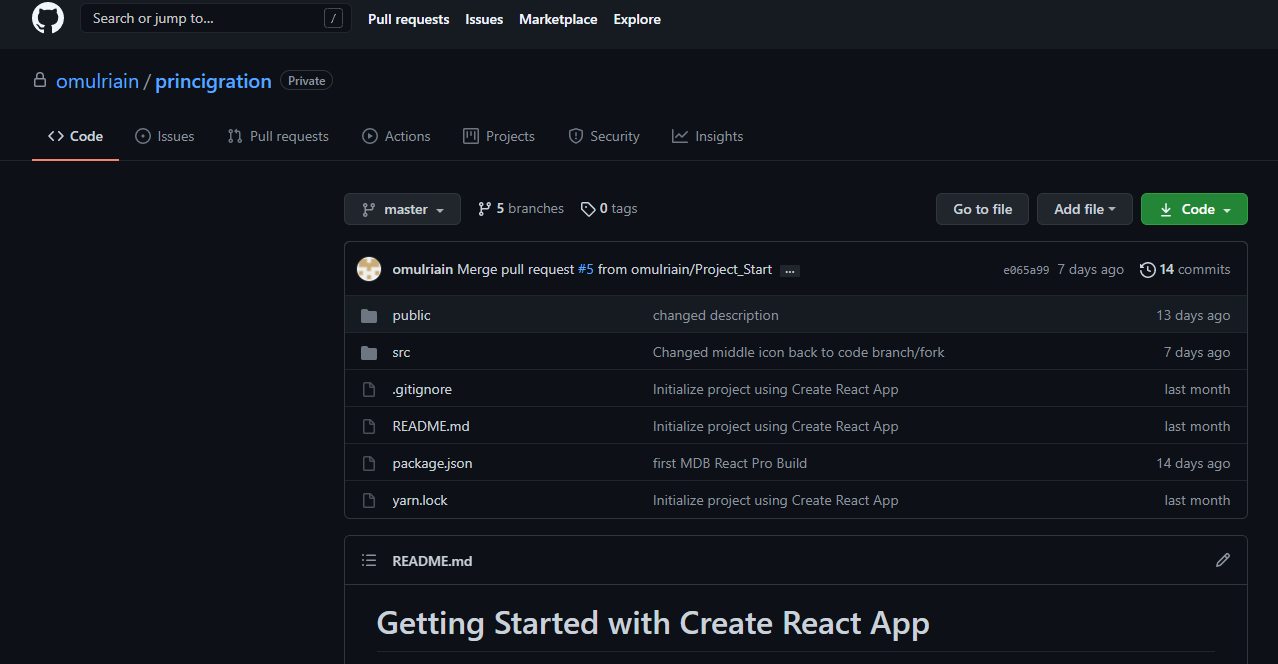 Search or jump to... /
Pull requests Issues Marketplace Explore
omulriain / princigration Private
Code Issues Pull requests Actions Projects Security Insights
master 5 branches 0 tags Go to file Add file Code
omulriain Merge pull request #5 from omulriain/Project_Start ... e065a99 7 days ago 14 commits
public changed description 13 days ago
src Changed middle icon back to code branch/fork 7 days ago
.gitignore Initialize project using Create React App last month
README.md Initialize project using Create React App last month
package.json first MDB React Pro Build 14 days ago
yarn.lock Initialize project using Create React App last month
README.md
Getting Started with Create React App